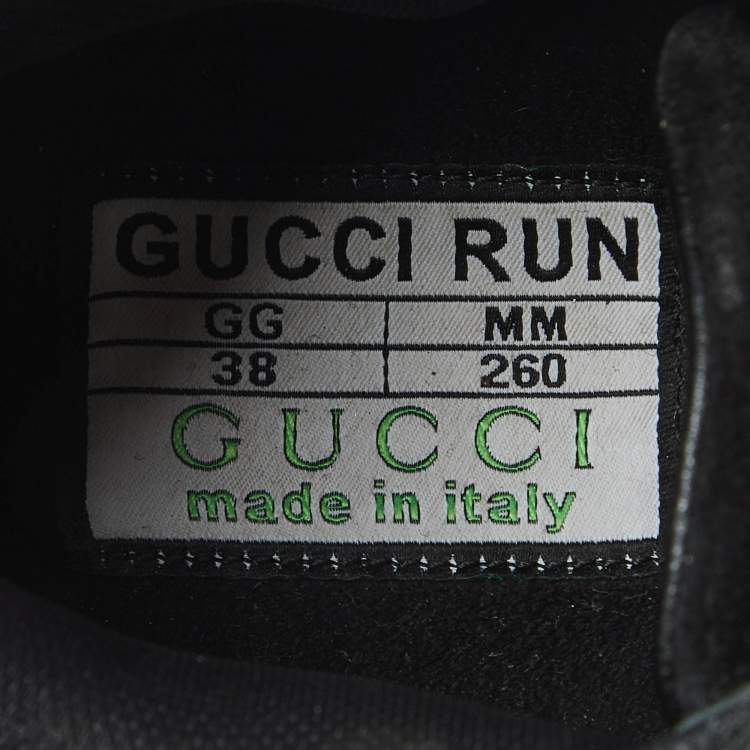 GUCCI RUN
GG MM
38 260
GUCCI
made in italy